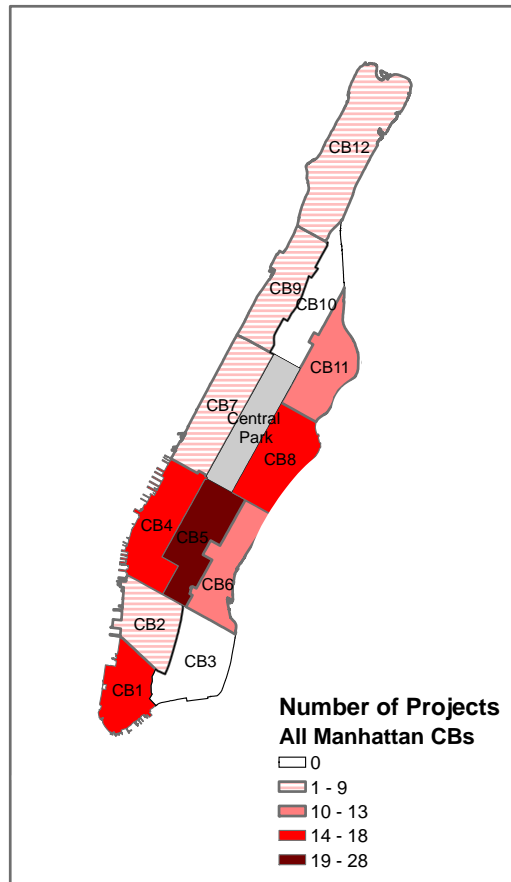 CB12
CB9
CB10
CB11
CB7
Central
Park
CB8
CB4
CB5
CB6
CB2
CB3
CB1
Number of Projects
All Manhattan CBs
0
1 - 9
10 - 13
14 - 18
19 - 28